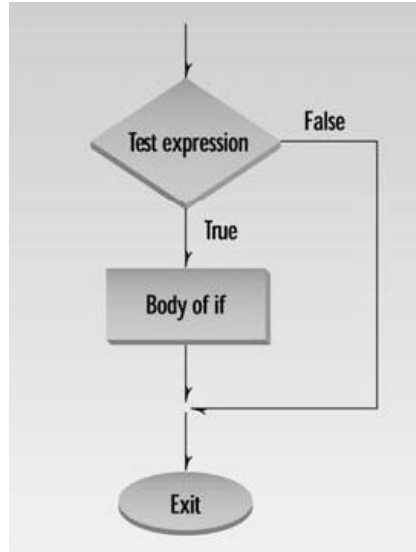 Test expression
False
True
Body of if
Exit